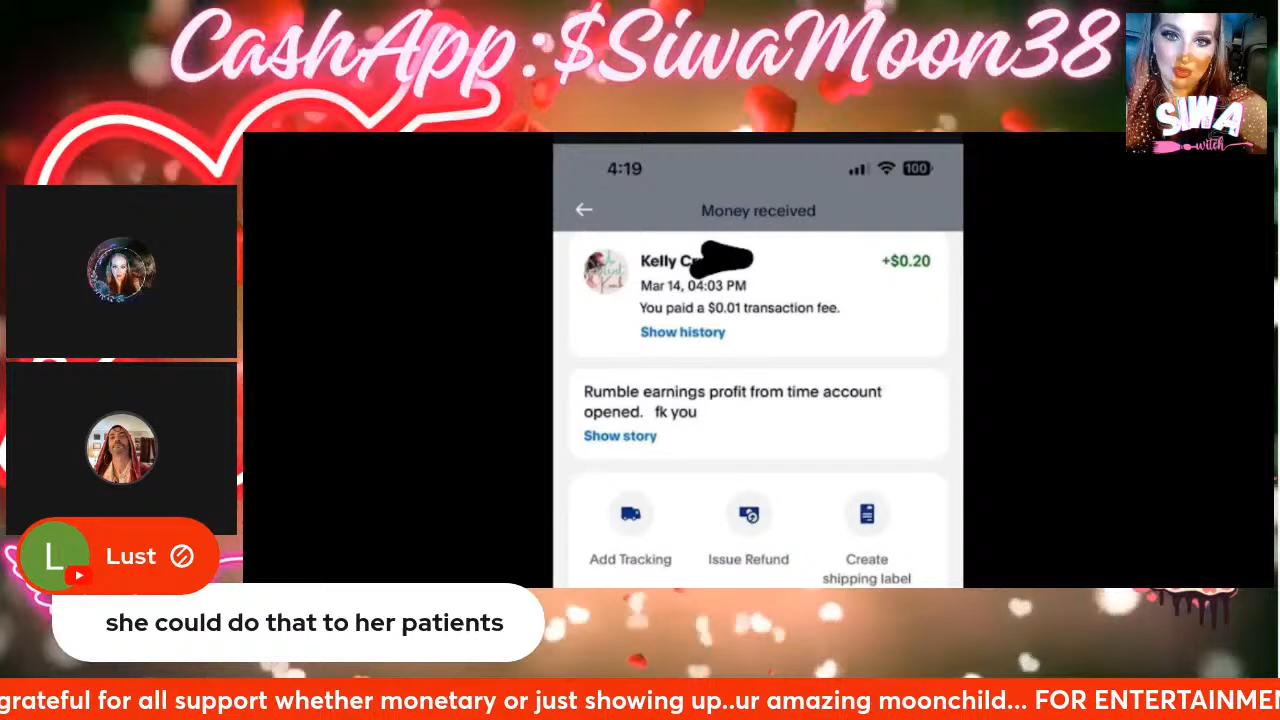 CashApp:$SiwaMoon38
SIWA
witch
4:19
100
Money received
Kelly
+$0.20
Mar 14, 04:03 PM
You paid a $0.01 transaction fee.
Show history
Rumble earnings profit from time account
opened. fk you
Show story
Add Tracking
Issue Refund
Create
shipping label
L
Lust
she could do that to her patients
grateful for all support whether monetary or just showing up..ur amazing moonchild... FOR